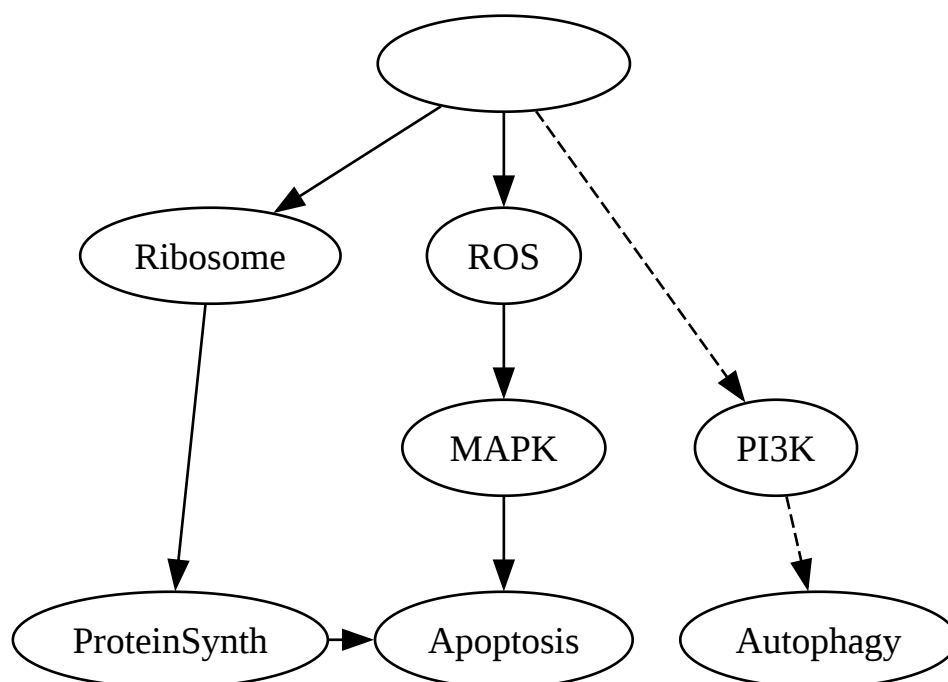 Ribosome
ROS
MAPK
PI3K
ProteinSynth
Apoptosis
Autophagy